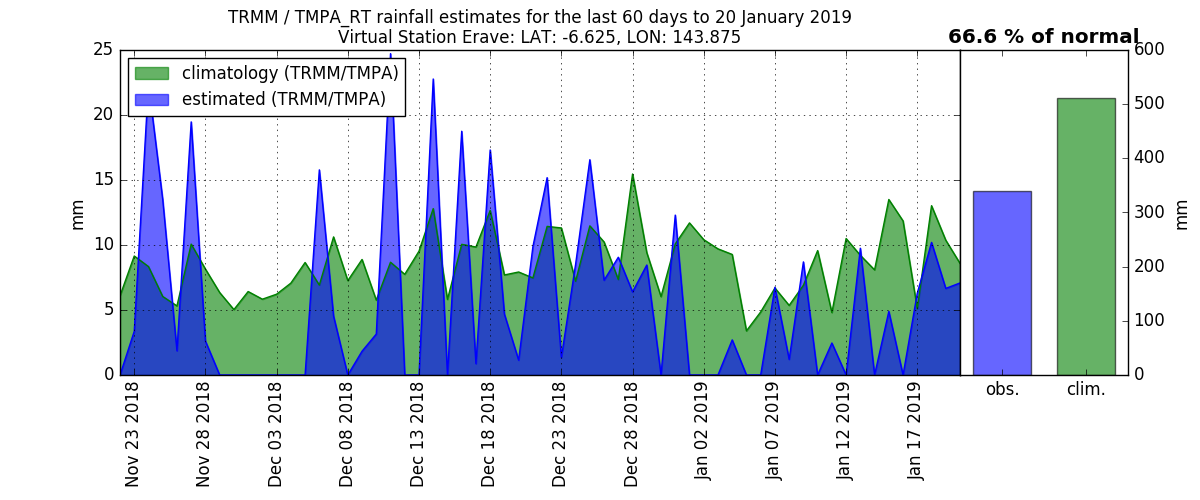 TRMM / TMPA_RT rainfall estimates for the last 60 days to 20 January 2019
Virtual Station Erave: LAT: -6.625, LON: 143.875
66.6 % of normal
climatology (TRMM/TMPA)
estimated (TRMM/TMPA)
mm
25
20
15
10
5
0
Nov 23 2018
Nov 28 2018
Dec 03 2018
Dec 08 2018
Dec 13 2018
Dec 18 2018
Dec 23 2018
Dec 28 2018
Jan 02 2019
Jan 07 2019
Jan 12 2019
Jan 17 2019
600
500
400
300
200
100
0
mm
obs.
clim.